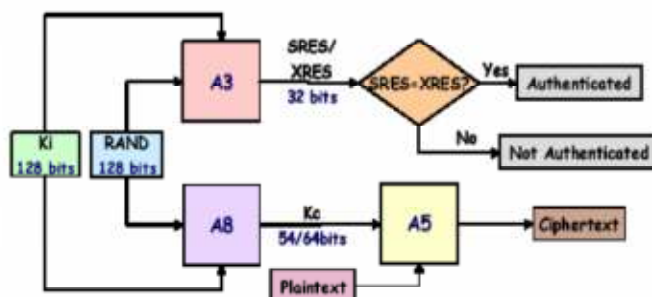 SRES/
XRES
32 bits
A3
SRES=XRES?
Yes
Authenticated
No
Not Authenticated
Ki
128 bits
RAND
128 bits
A8
Kc
54/64bits
A5
Ciphertext
Plaintext